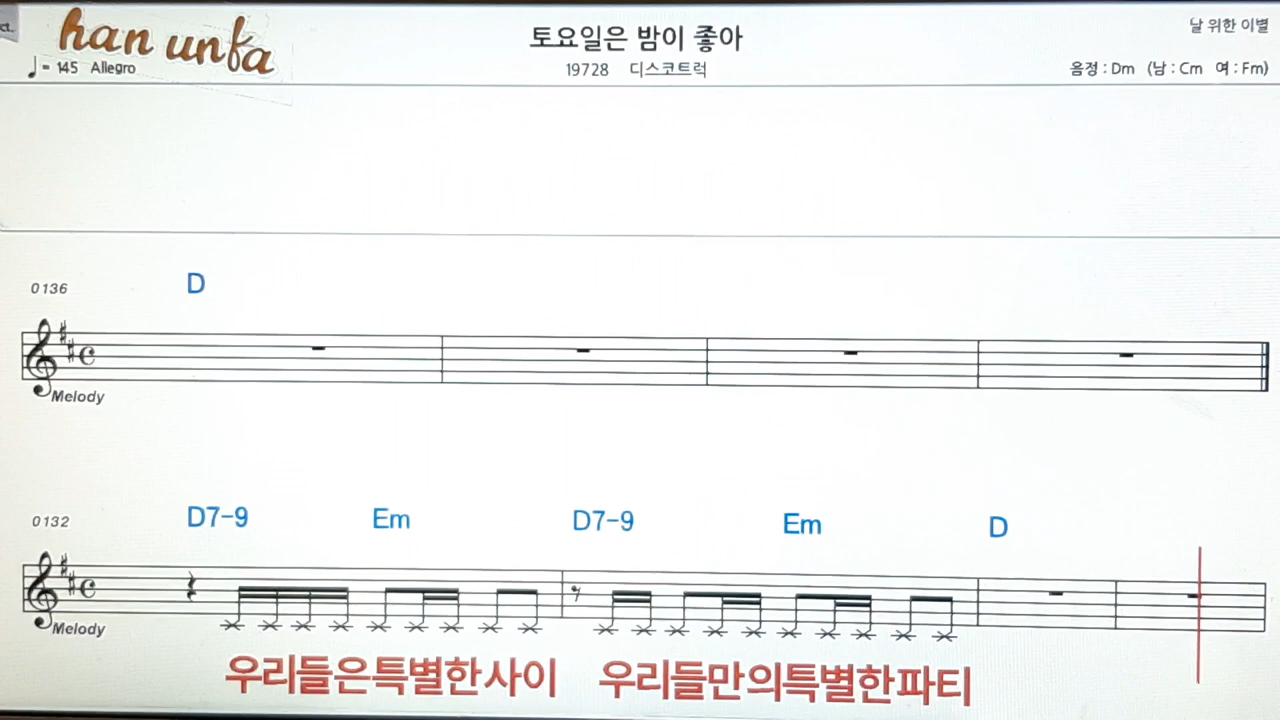 ct.
han unfa
토요일은 밤이 좋아
날 위한 이별
♩= 145 Allegro
19728 디스코트럭
음정 : Dm (남 : Cm 여 : Fm)
0136
D
Melody
0132
D7-9 Em D7-9 Em D
Melody
우리들은특별한사이 우리들만의특별한파티